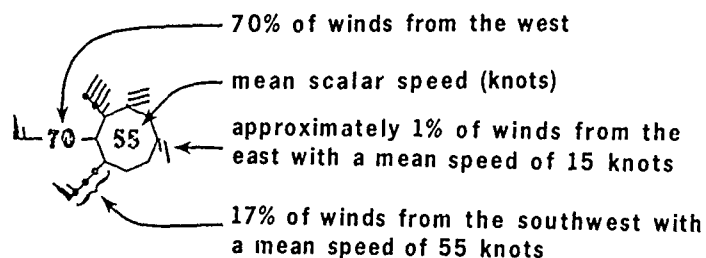 70% of winds from the west
mean scalar speed (knots)
70 55
approximately 1% of winds from the
east with a mean speed of 15 knots
17% of winds from the southwest with
a mean speed of 55 knots